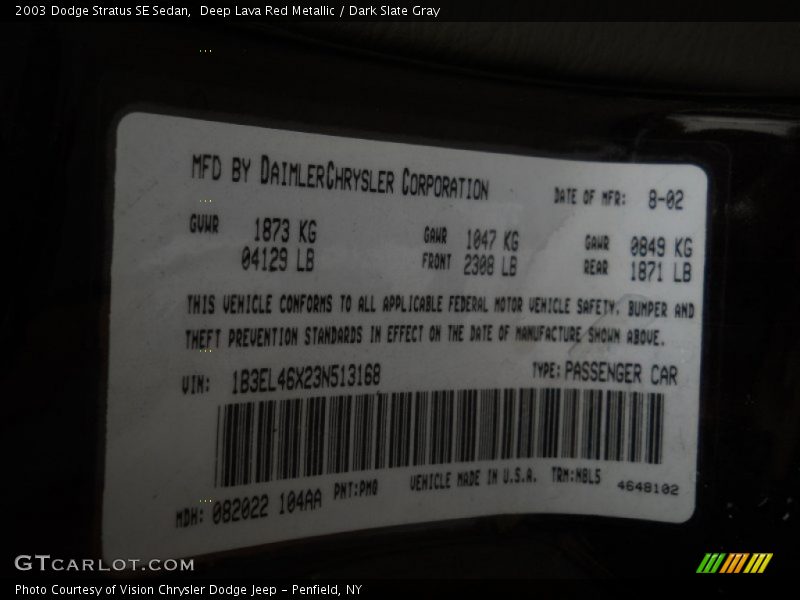 2003 Dodge Stratus SE Sedan,  Deep Lava Red Metallic / Dark Slate Gray
MFD BY DAIMLERCHRYSLER CORPORATION DATE OF MFR: 8-02
GVWR 1873 KG GAWR 1047 KG GAWR 0849 KG
04129 LB FRONT 2308 LB REAR 1871 LB
THIS VEHICLE CONFORMS TO ALL APPLICABLE FEDERAL MOTOR VEHICLE SAFETY, BUMPER AND
THEFT PREVENTION STANDARDS IN EFFECT ON THE DATE OF MANUFACTURE SHOWN ABOVE.
VIN: 1B3EL46X23N513168 TYPE: PASSENGER CAR
MDH: 082022 104AA PNT:PMQ VEHICLE MADE IN U.S.A. TRM:NBL5 4648102
GTCARLOT.COM
Photo Courtesy of Vision Chrysler Dodge Jeep - Penfield, NY